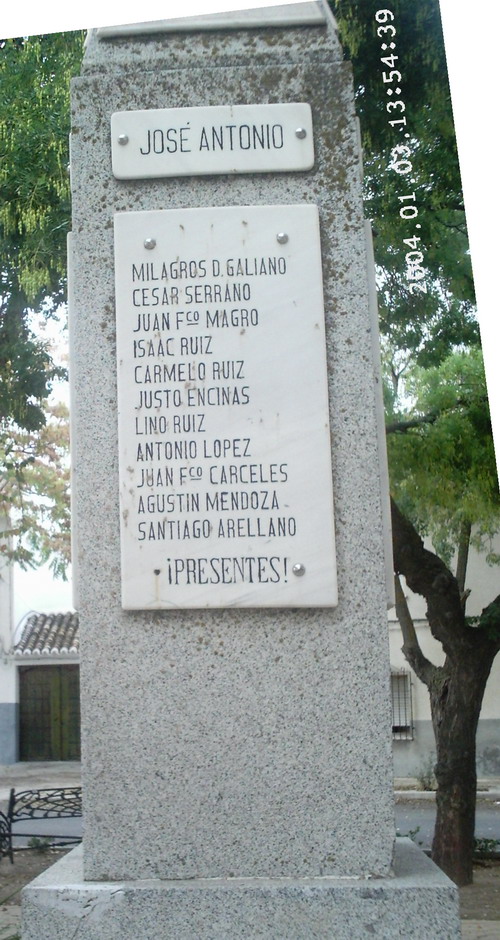 JOSÉ ANTONIO
MILAGROS D. GALIANO
CESAR SERRANO
JUAN Fᶜᵒ MAGRO
ISAAC RUIZ
CARMELO RUIZ
JUSTO ENCINAS
LINO RUIZ
ANTONIO LOPEZ
JUAN Fᶜᵒ CARCELES
AGUSTIN MENDOZA
SANTIAGO ARELLANO
¡PRESENTES!
2004.01 03.13:54:39